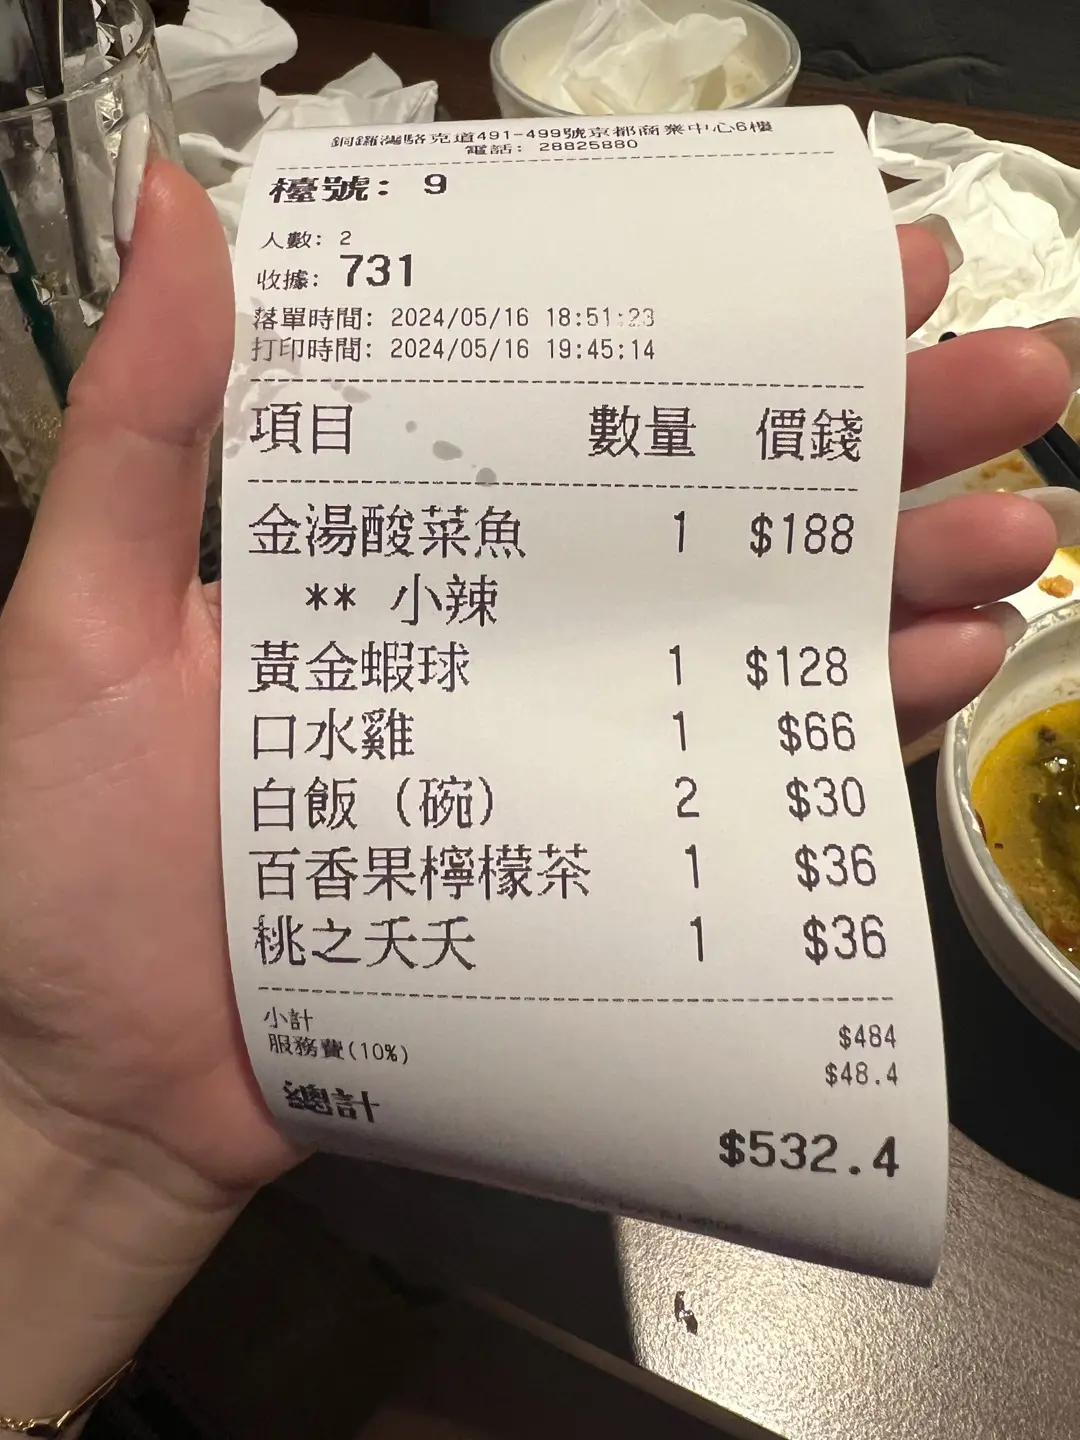 銅鑼灣駱克道491-499號京都商業中心6樓
電話: 28825880
檯號: 9
人數: 2
收據: 731
落單時間: 2024/05/16 18:51:23
打印時間: 2024/05/16 19:45:14
項目 數量 價錢
金湯酸菜魚 1 $188
** 小辣
黃金蝦球 1 $128
口水雞 1 $66
白飯 (碗) 2 $30
百香果檸檬茶 1 $36
桃之夭夭 1 $36
小計 $484
服務費(10%) $48.4
總計
$532.4